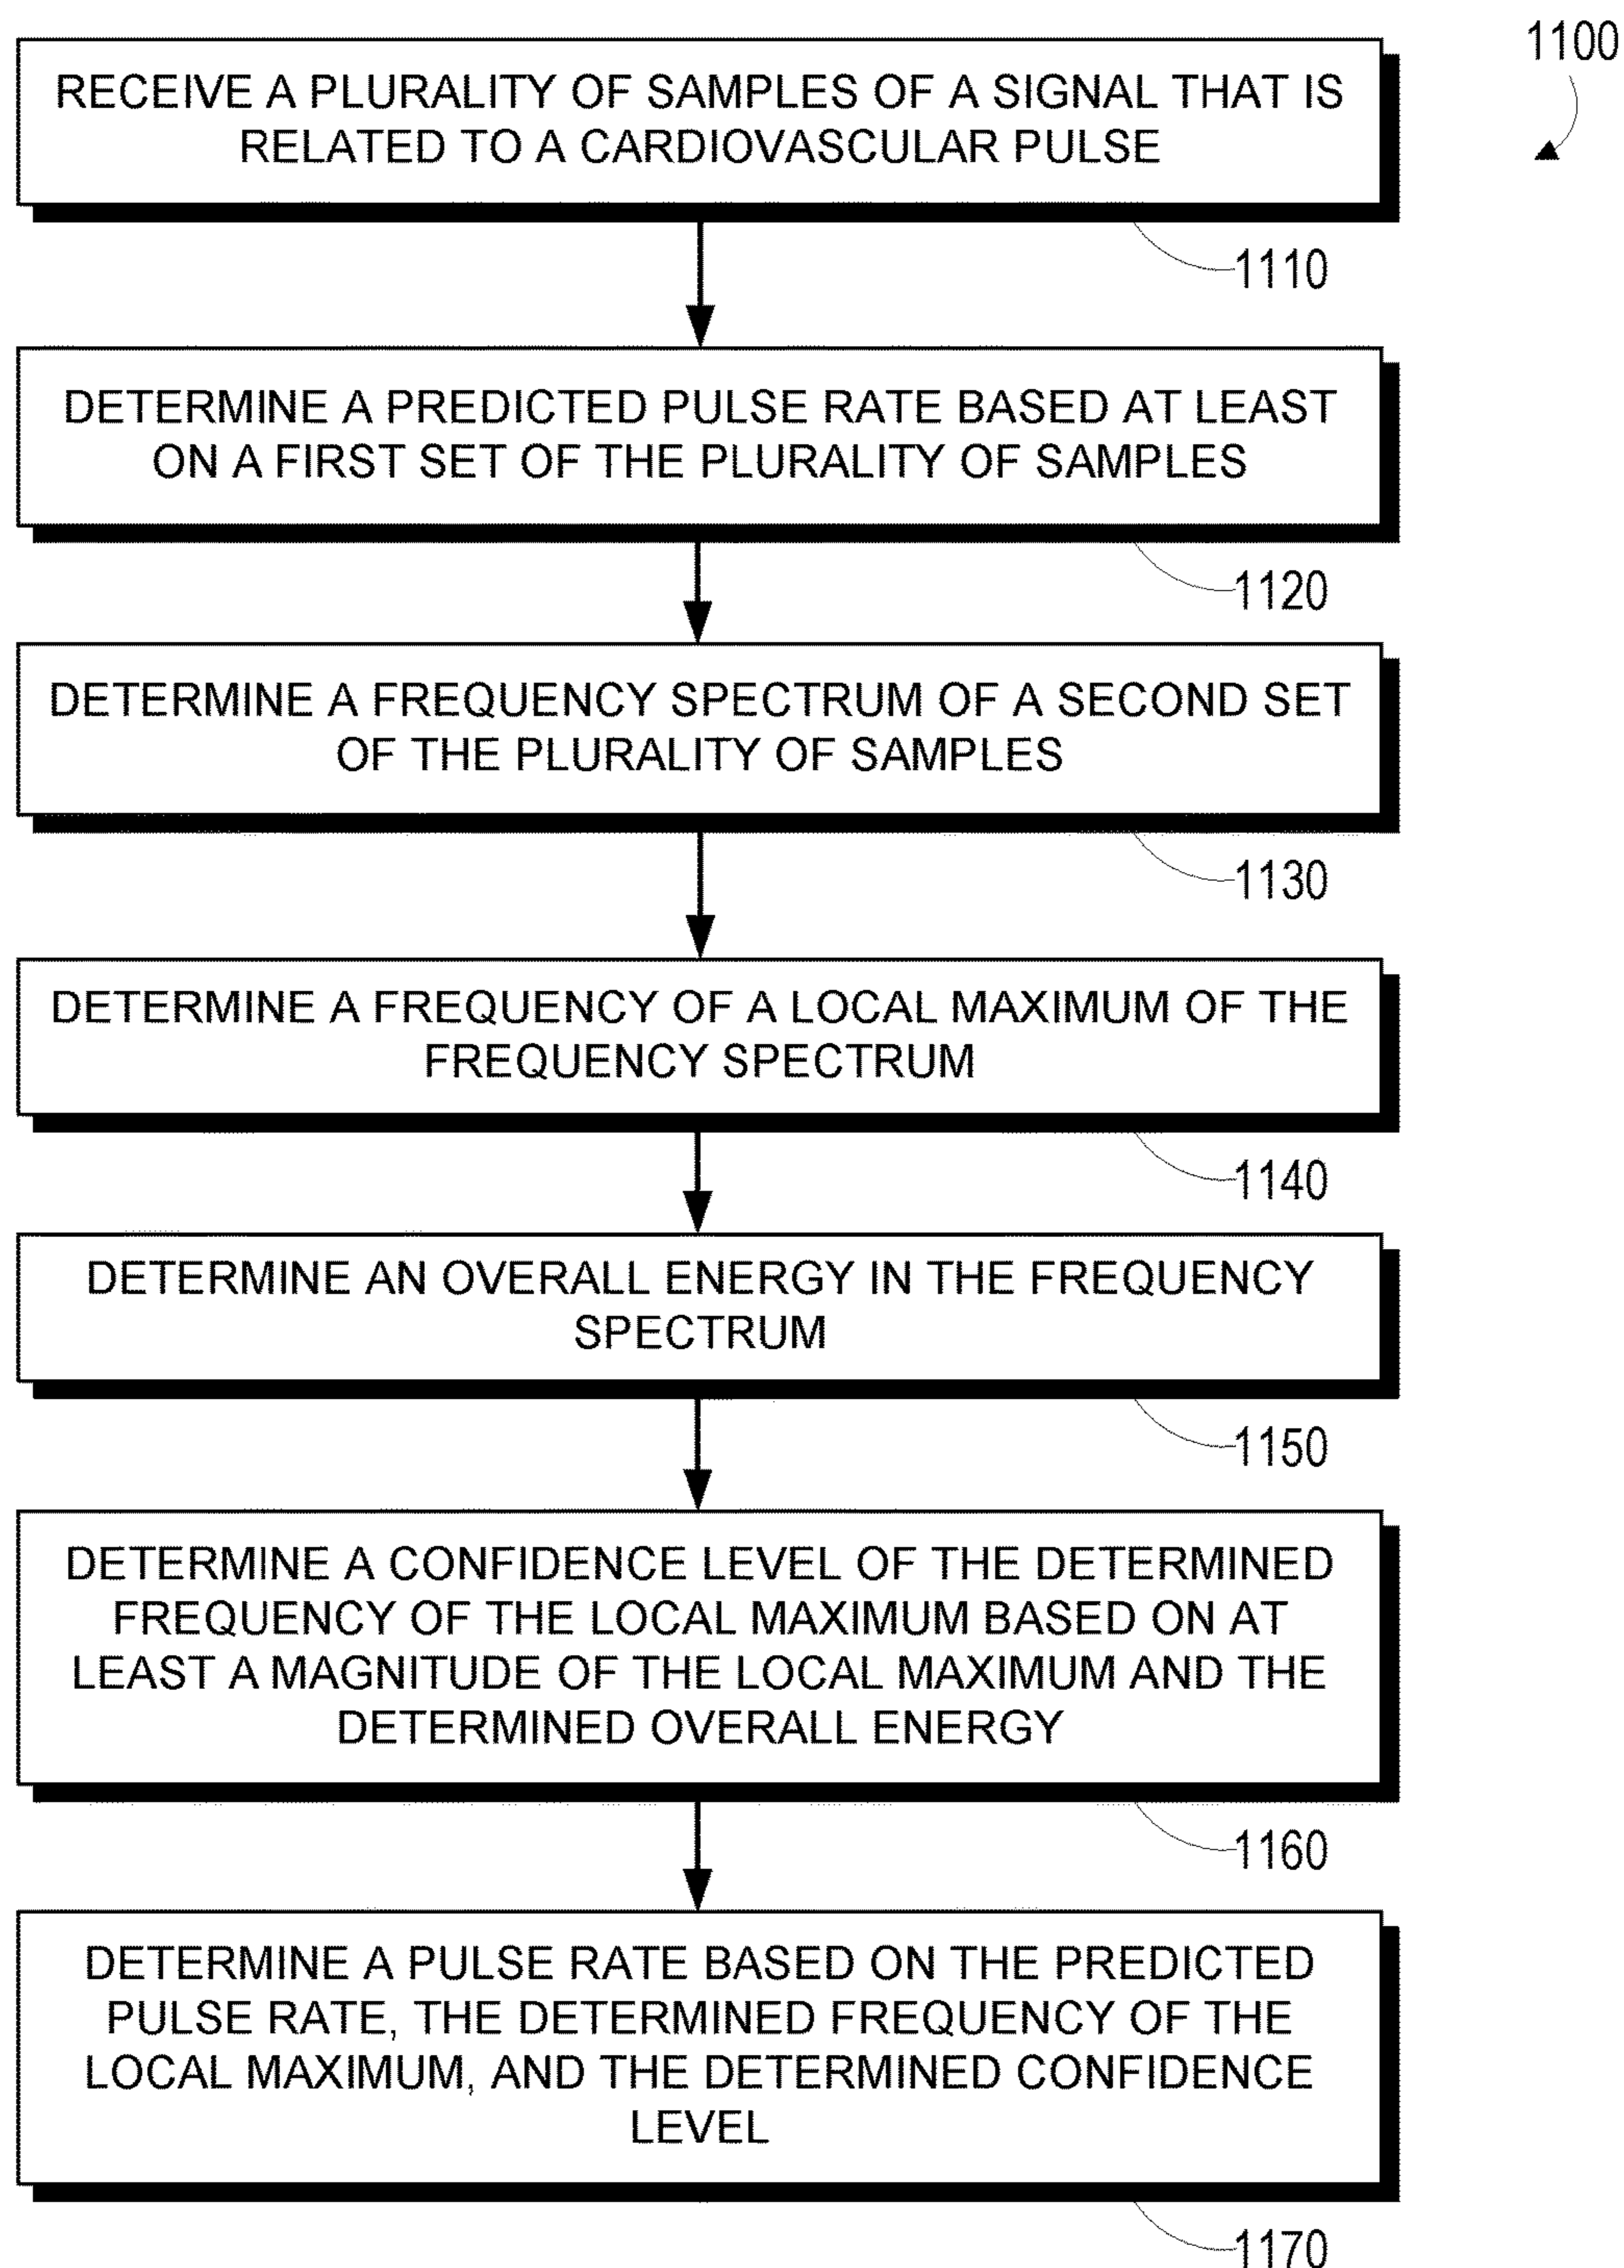 1100
RECEIVE A PLURALITY OF SAMPLES OF A SIGNAL THAT IS
RELATED TO A CARDIOVASCULAR PULSE
1110
DETERMINE A PREDICTED PULSE RATE BASED AT LEAST
ON A FIRST SET OF THE PLURALITY OF SAMPLES
1120
DETERMINE A FREQUENCY SPECTRUM OF A SECOND SET
OF THE PLURALITY OF SAMPLES
1130
DETERMINE A FREQUENCY OF A LOCAL MAXIMUM OF THE
FREQUENCY SPECTRUM
1140
DETERMINE AN OVERALL ENERGY IN THE FREQUENCY
SPECTRUM
1150
DETERMINE A CONFIDENCE LEVEL OF THE DETERMINED
FREQUENCY OF THE LOCAL MAXIMUM BASED ON AT
LEAST A MAGNITUDE OF THE LOCAL MAXIMUM AND THE
DETERMINED OVERALL ENERGY
1160
DETERMINE A PULSE RATE BASED ON THE PREDICTED
PULSE RATE, THE DETERMINED FREQUENCY OF THE
LOCAL MAXIMUM, AND THE DETERMINED CONFIDENCE
LEVEL
1170